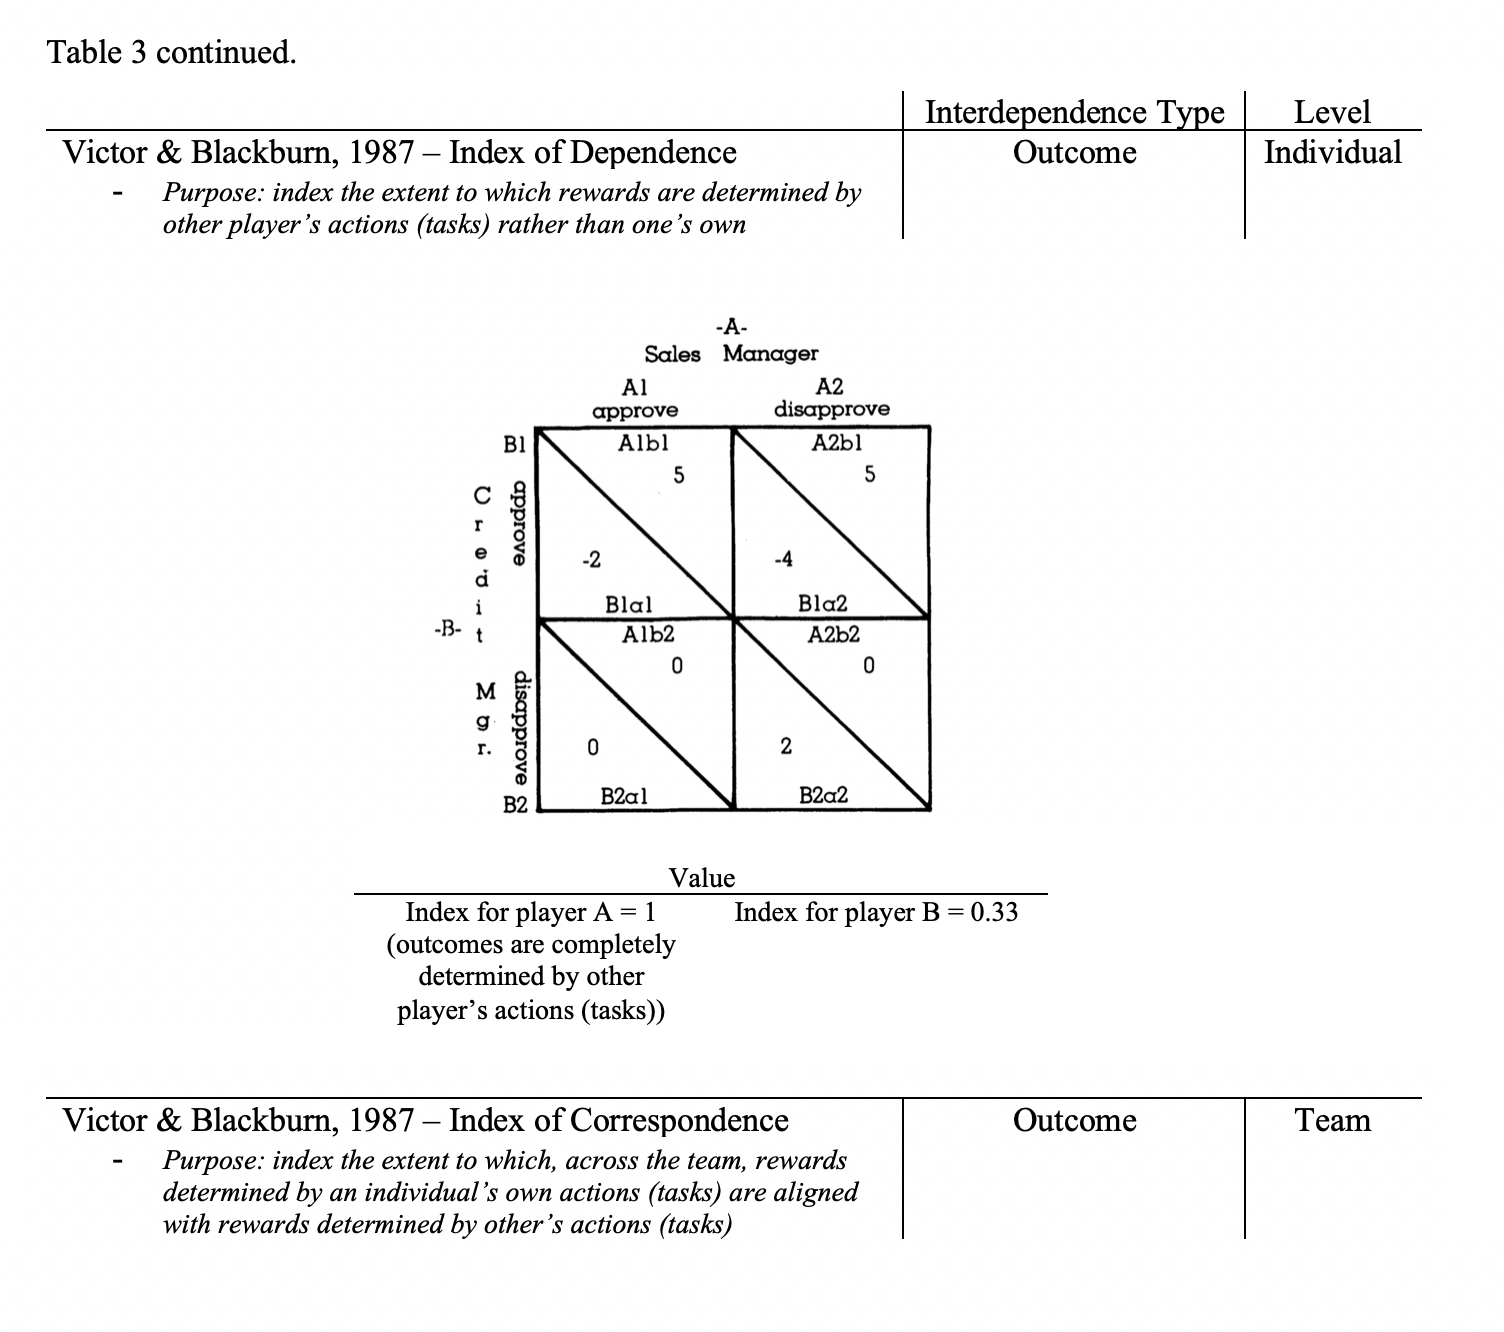 Table 3 continued.
Interdependence Type Level
Victor & Blackburn, 1987 – Index of Dependence Outcome Individual
- Purpose: index the extent to which rewards are determined by
other player's actions (tasks) rather than one's own
-A-
Sales Manager
A1 A2
approve disapprove
B1 A1b1 A2b1
5 5
approve
-2 -4
B1a1 B1a2
-B- Credit Mgr.
A1b2 A2b2
0 0
disapprove
0 2
B2a1 B2a2
B2
Value
Index for player A = 1 Index for player B = 0.33
(outcomes are completely
determined by other
player's actions (tasks))
Victor & Blackburn, 1987 – Index of Correspondence Outcome Team
- Purpose: index the extent to which, across the team, rewards
determined by an individual's own actions (tasks) are aligned
with rewards determined by other's actions (tasks)